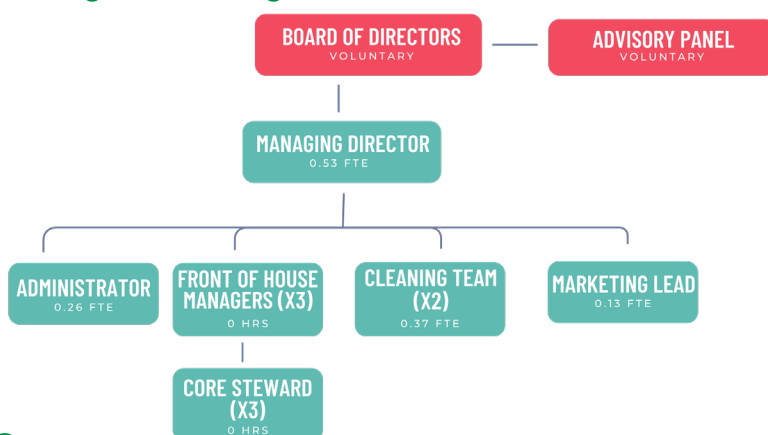 BOARD OF DIRECTORS
VOLUNTARY
ADVISORY PANEL
VOLUNTARY
MANAGING DIRECTOR
0.53 FTE
ADMINISTRATOR
0.26 FTE
FRONT OF HOUSE
MANAGERS (X3)
0 HRS
CLEANING TEAM
(X2)
0.37 FTE
MARKETING LEAD
0.13 FTE
CORE STEWARD
(X3)
0 HRS